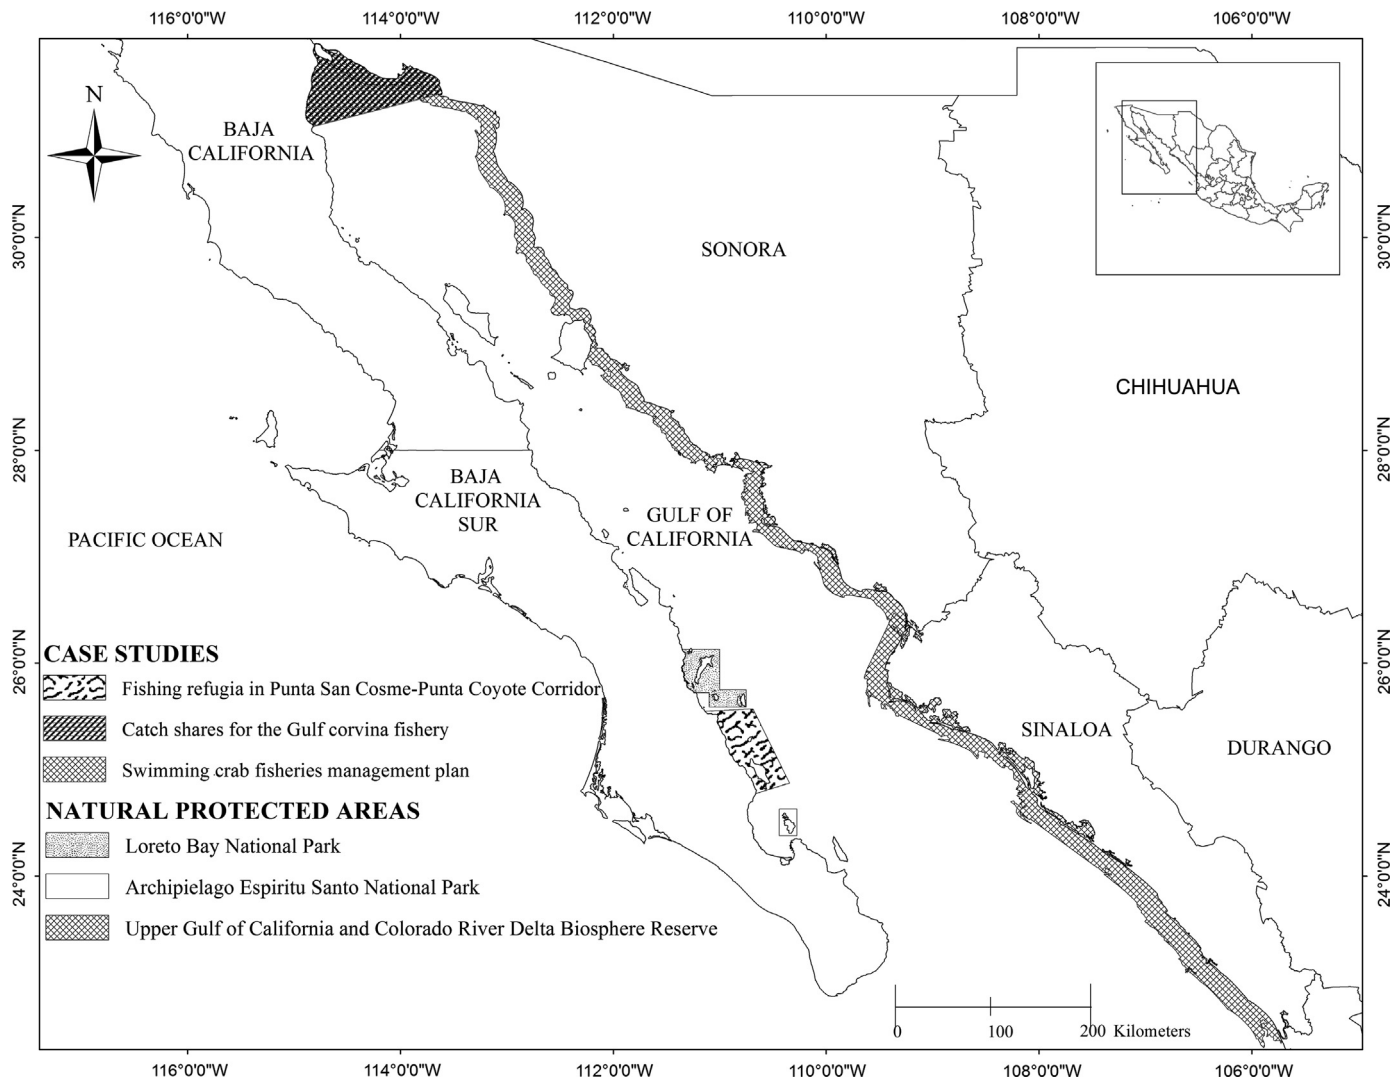 116°0'0"W
114°0'0"W
112°0'0"W
110°0'0"W
108°0'0"W
106°0'0"W
N
BAJA
CALIFORNIA
30°0'0"N
30°0'0"N
SONORA
CHIHUAHUA
28°0'0"N
28°0'0"N
BAJA
CALIFORNIA
SUR
GULF OF
CALIFORNIA
PACIFIC OCEAN
26°0'0"N
26°0'0"N
SINALOA
DURANGO
CASE STUDIES
Fishing refugia in Punta San Cosme-Punta Coyote Corridor
Catch shares for the Gulf corvina fishery
Swimming crab fisheries management plan
NATURAL PROTECTED AREAS
Loreto Bay National Park
Archipielago Espiritu Santo National Park
Upper Gulf of California and Colorado River Delta Biosphere Reserve
24°0'0"N
24°0'0"N
0 100 200 Kilometers
116°0'0"W
114°0'0"W
112°0'0"W
110°0'0"W
108°0'0"W
106°0'0"W